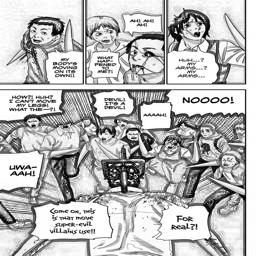 MY
BODY'S
MOVING
ON ITS
OWN!!
WHAT
HAP-
PENED
TO
ME?!
AH! AH!
AH!
HUH...?
MY
ARMS...?
MY
ARMS...
HOW?! HUH?
I CAN'T MOVE
MY LEGS!
WHAT THE—?!
DEVIL!
IT'S A
DEVIL!
AAAAH!
NOOOO!
UWA-
AAH!
Come on, this
is that move
super-evil
villains use!!
For
real?!